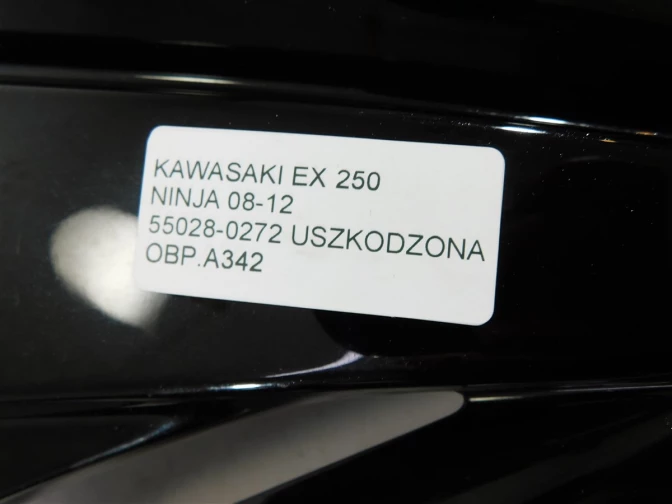 KAWASAKI EX 250
NINJA 08-12
55028-0272 USZKODZONA
OBP.A342